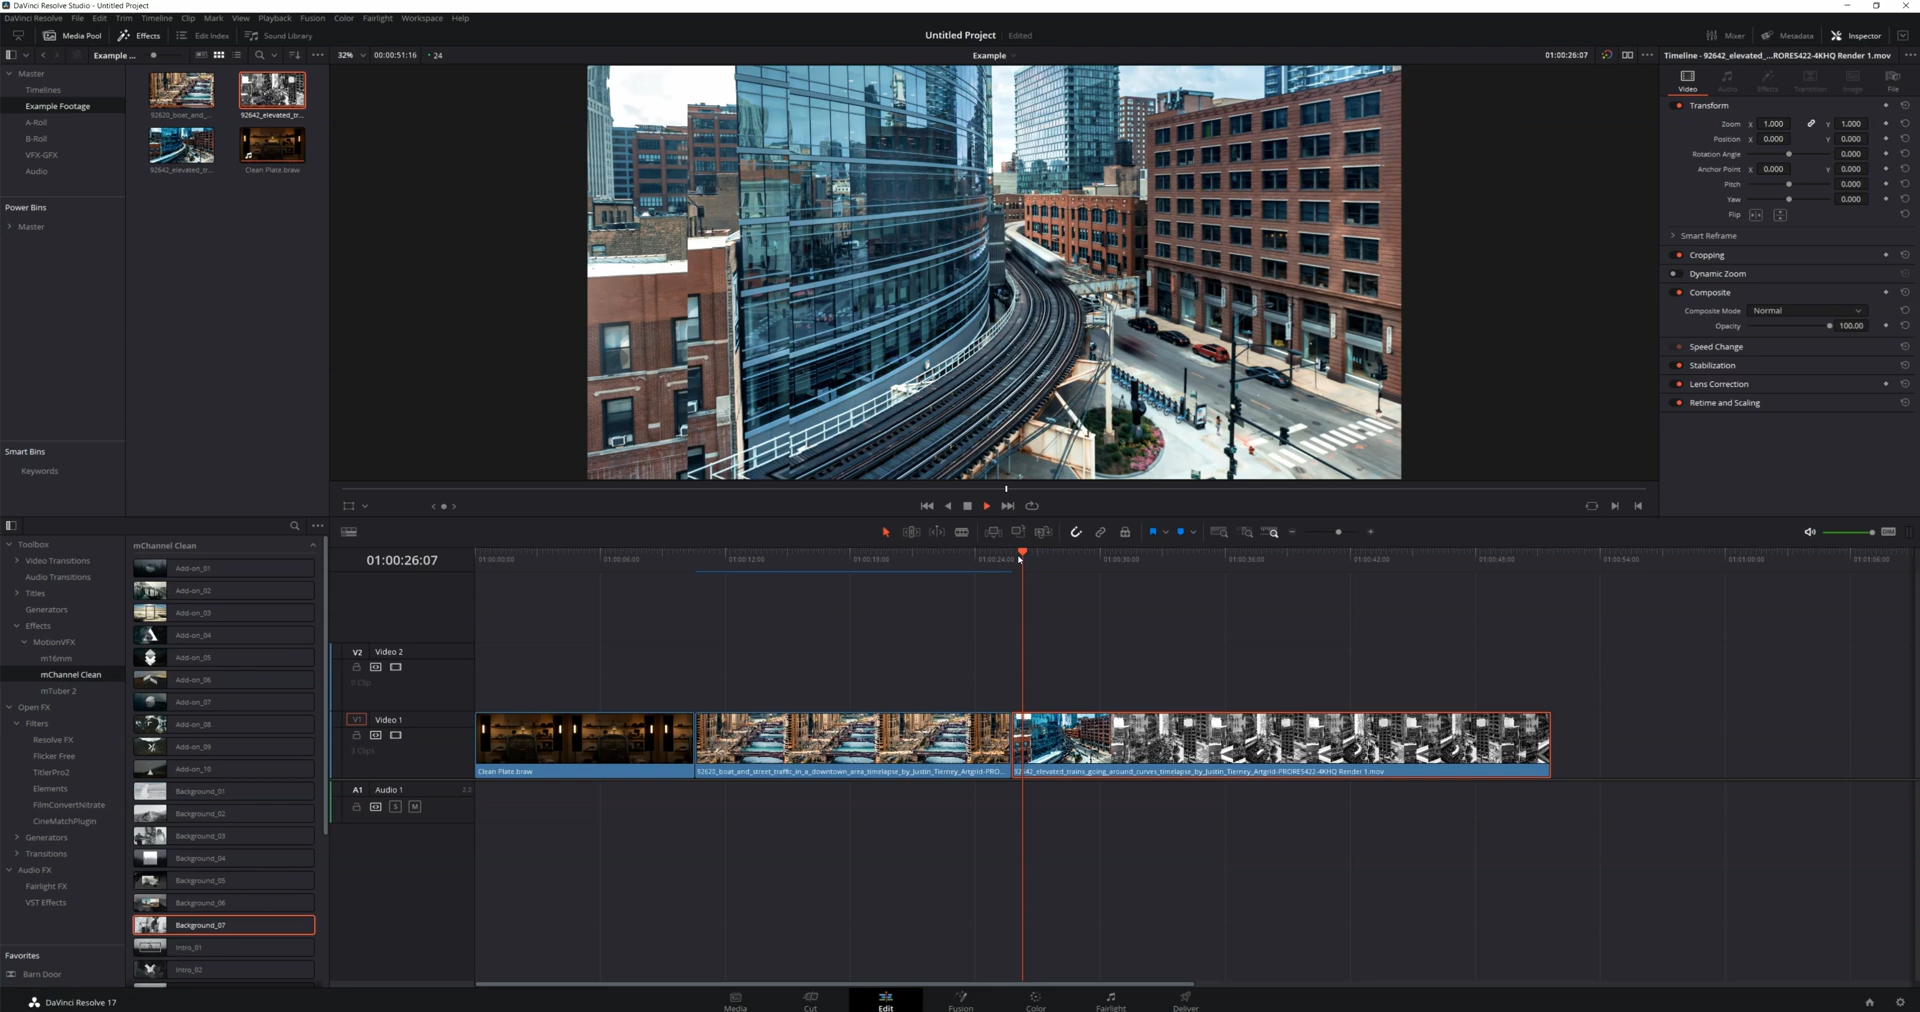 DaVinci Resolve Studio - Untitled Project
DaVinci Resolve File Edit Trim Timeline Clip Mark View Playback Fusion Color Fairlight Workspace Help
Media Pool Effects Edit Index Sound Library
Untitled Project Edited
Mixer Metadata Inspector
Example ...
32% 00:00:51:16 24
Example
01:00:26:07
Timeline - 92642_elevated_...RORES422-4KHQ Render 1.mov
Master
Timelines
Example Footage
A-Roll
B-Roll
VFX-GFX
Audio
Power Bins
Master
Smart Bins
Keywords
92620_boat_and_...
92642_elevated_tr...
92642_elevated_tr...
Clean Plate.braw
Video Audio Effects Transition Image File
Transform
Zoom X 1.000 Y 1.000
Position X 0.000 Y 0.000
Rotation Angle 0.000
Anchor Point X 0.000 Y 0.000
Pitch 0.000
Yaw 0.000
Flip
Smart Reframe
Cropping
Dynamic Zoom
Composite
Composite Mode Normal
Opacity 100.00
Speed Change
Stabilization
Lens Correction
Retime and Scaling
Toolbox
Video Transitions
Audio Transitions
Titles
Generators
Effects
MotionVFX
m16mm
mChannel Clean
mTuber 2
Open FX
Filters
Resolve FX
Flicker Free
TitlerPro2
Elements
FilmConvertNitrate
CineMatchPlugin
Generators
Transitions
Audio FX
Fairlight FX
VST Effects
Favorites
Barn Door
mChannel Clean
Add-on_01
Add-on_02
Add-on_03
Add-on_04
Add-on_05
Add-on_06
Add-on_07
Add-on_08
Add-on_09
Add-on_10
Background_01
Background_02
Background_03
Background_04
Background_05
Background_06
Background_07
Intro_01
Intro_02
DIM
01:00:26:07
01:00:00:00 01:00:06:00 01:00:12:00 01:00:18:00 01:00:24:00 01:00:30:00 01:00:36:00 01:00:42:00 01:00:48:00 01:00:54:00 01:01:00:00 01:01:06:00
V2 Video 2
0 Clip
V1 Video 1
3 Clips
A1 Audio 1 2.0
S M
Clean Plate.braw
92620_boat_and_street_traffic_in_a_downtown_area_timelapse_by_Justin_Tierney_Artgrid-PRO...
92642_elevated_trains_going_around_curves_timelapse_by_Justin_Tierney_Artgrid-PRORES422-4KHQ Render 1.mov
DaVinci Resolve 17
Media Cut Edit Fusion Color Fairlight Deliver